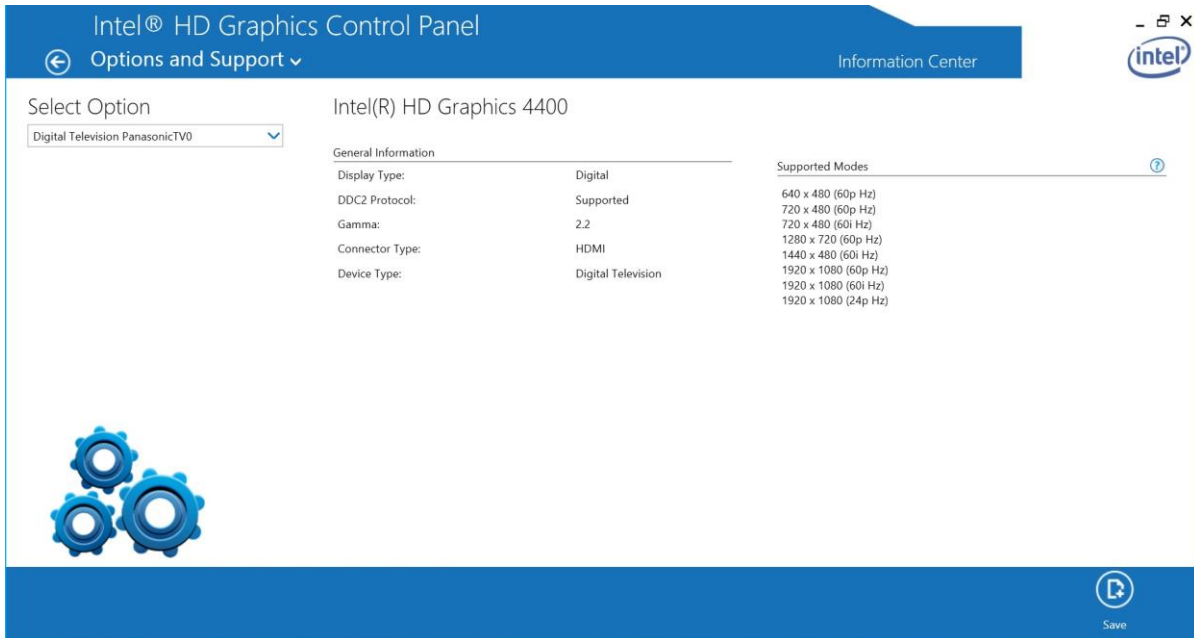 Intel® HD Graphics Control Panel
Options and Support
Information Center
intel
Select Option
Digital Television PanasonicTV0
Intel(R) HD Graphics 4400
General Information
Display Type: Digital
DDC2 Protocol: Supported
Gamma: 2.2
Connector Type: HDMI
Device Type: Digital Television
Supported Modes
?
640 x 480 (60p Hz)
720 x 480 (60p Hz)
720 x 480 (60i Hz)
1280 x 720 (60p Hz)
1440 x 480 (60i Hz)
1920 x 1080 (60p Hz)
1920 x 1080 (60i Hz)
1920 x 1080 (24p Hz)
Save